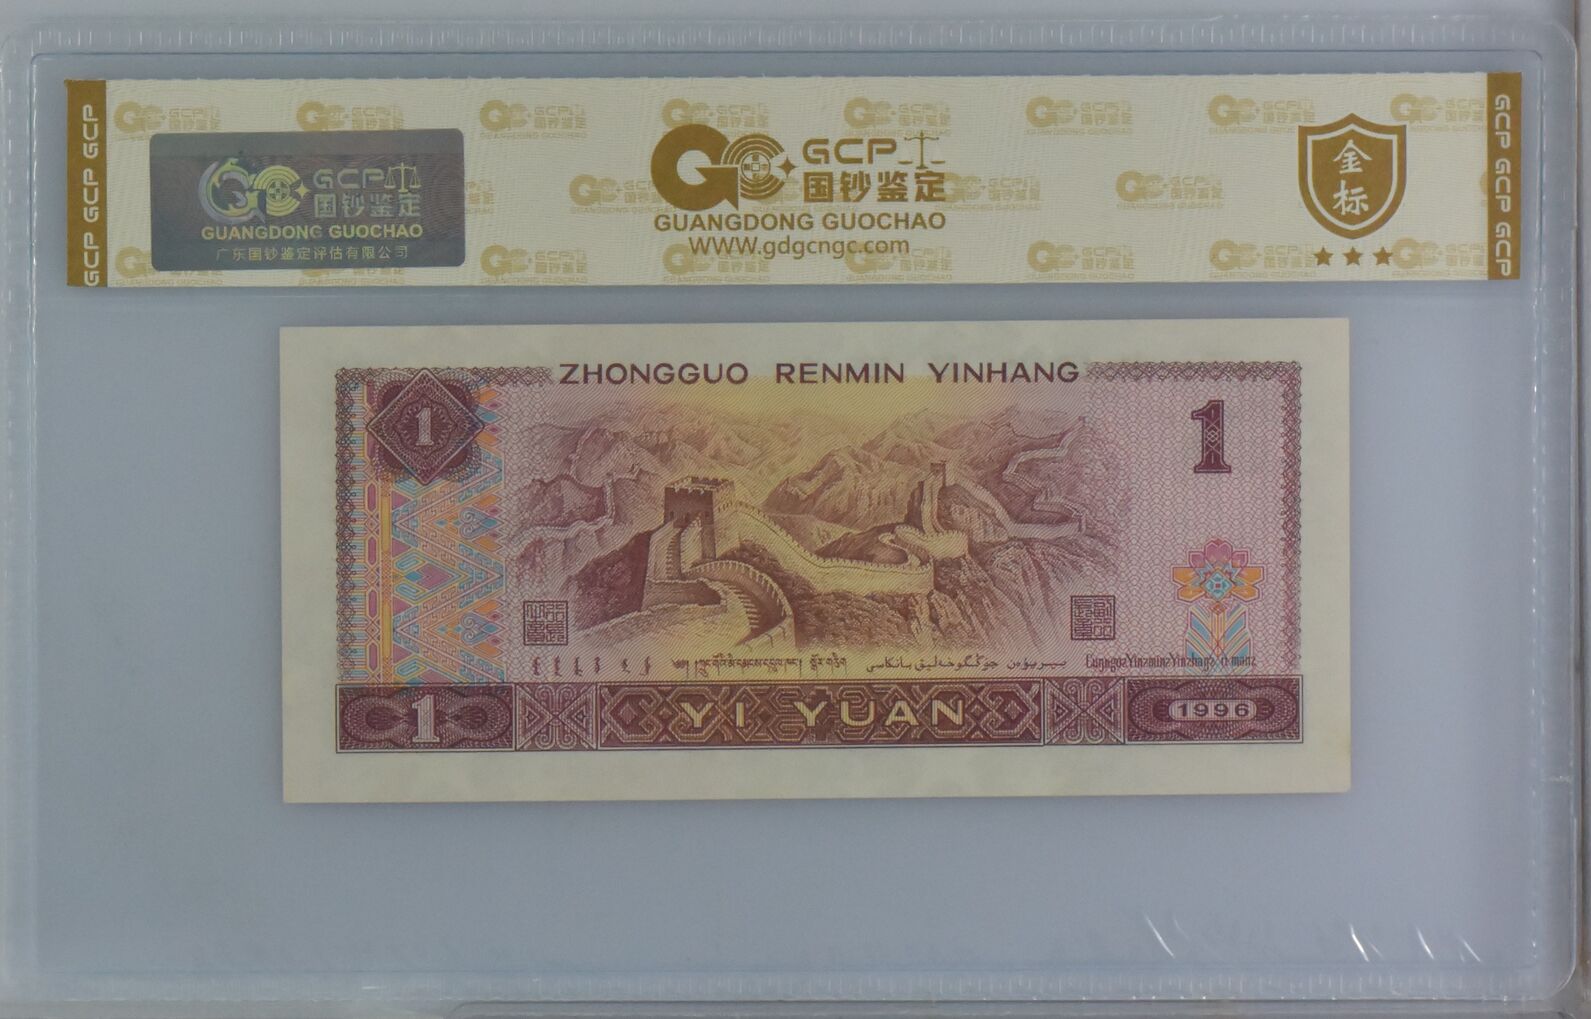 GCP GCP GCP
GCP 国钞鉴定
GUANGDONG GUOCHAO
广东国钞鉴定评估有限公司
GCP 国钞鉴定
GUANGDONG GUOCHAO
WWW.gdgcngc.com
金标
GCP GCP GCP
ZHONGGUO RENMIN YINHANG
1
1
1
YI YUAN
1996